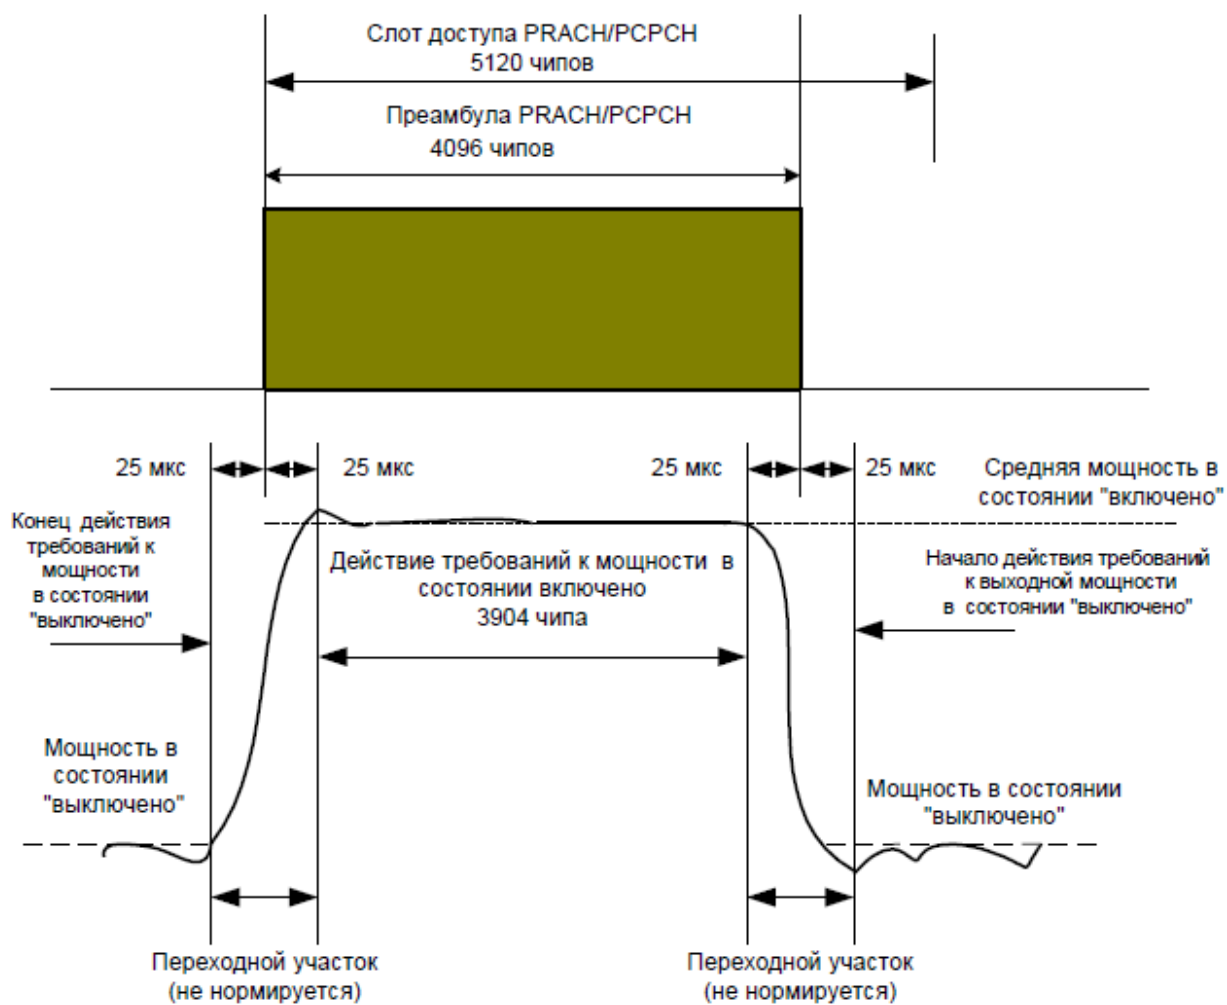 Слот доступа PRACH/PCPCH
5120 чипов
Преамбула PRACH/PCPCH
4096 чипов
25 мкс
25 мкс
25 мкс
25 мкс
Средняя мощность в
состоянии "включено"
Конец действия
требований к
мощности
в состоянии
"выключено"
Действие требований к мощности в
состоянии включено
3904 чипа
Начало действия требований
к выходной мощности
в состоянии "выключено"
Мощность в
состоянии
"выключено"
Мощность в состоянии
"выключено"
Переходной участок
(не нормируется)
Переходной участок
(не нормируется)